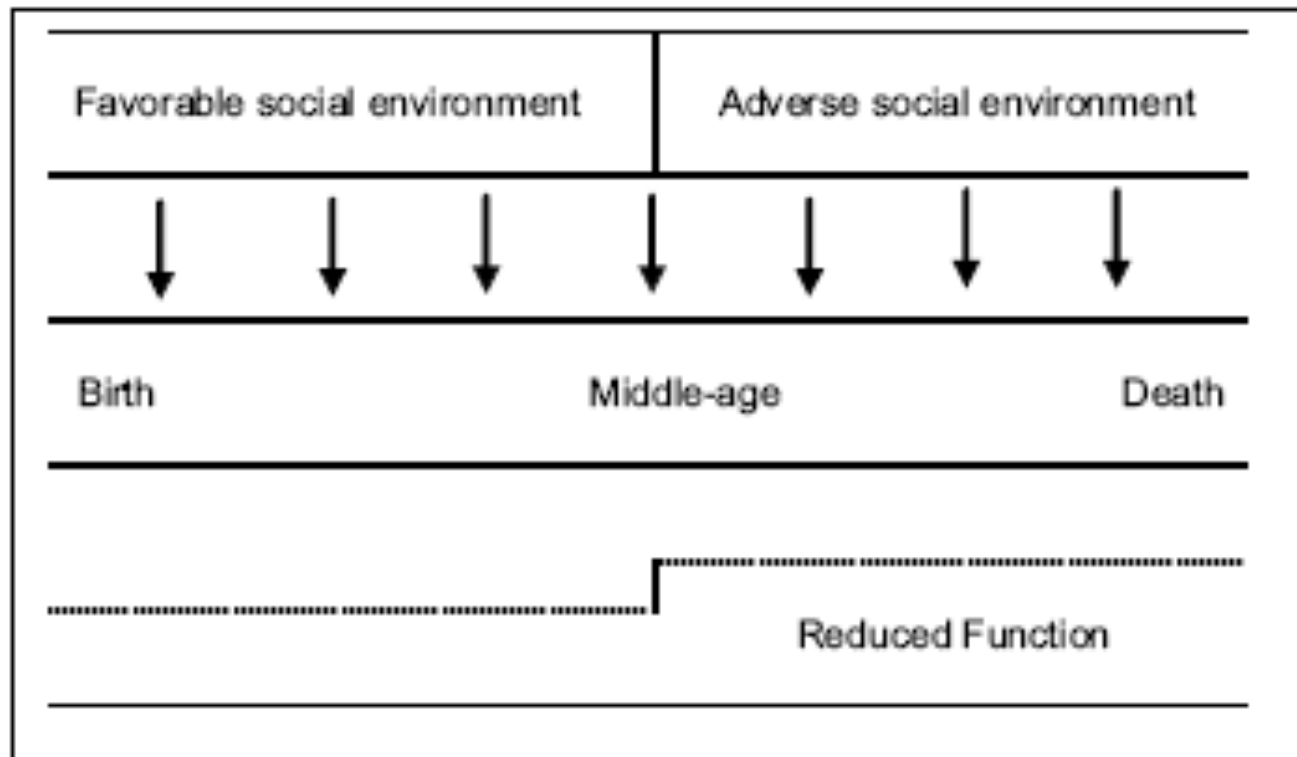 Favorable social environment
Adverse social environment
Birth
Middle-age
Death
Reduced Function